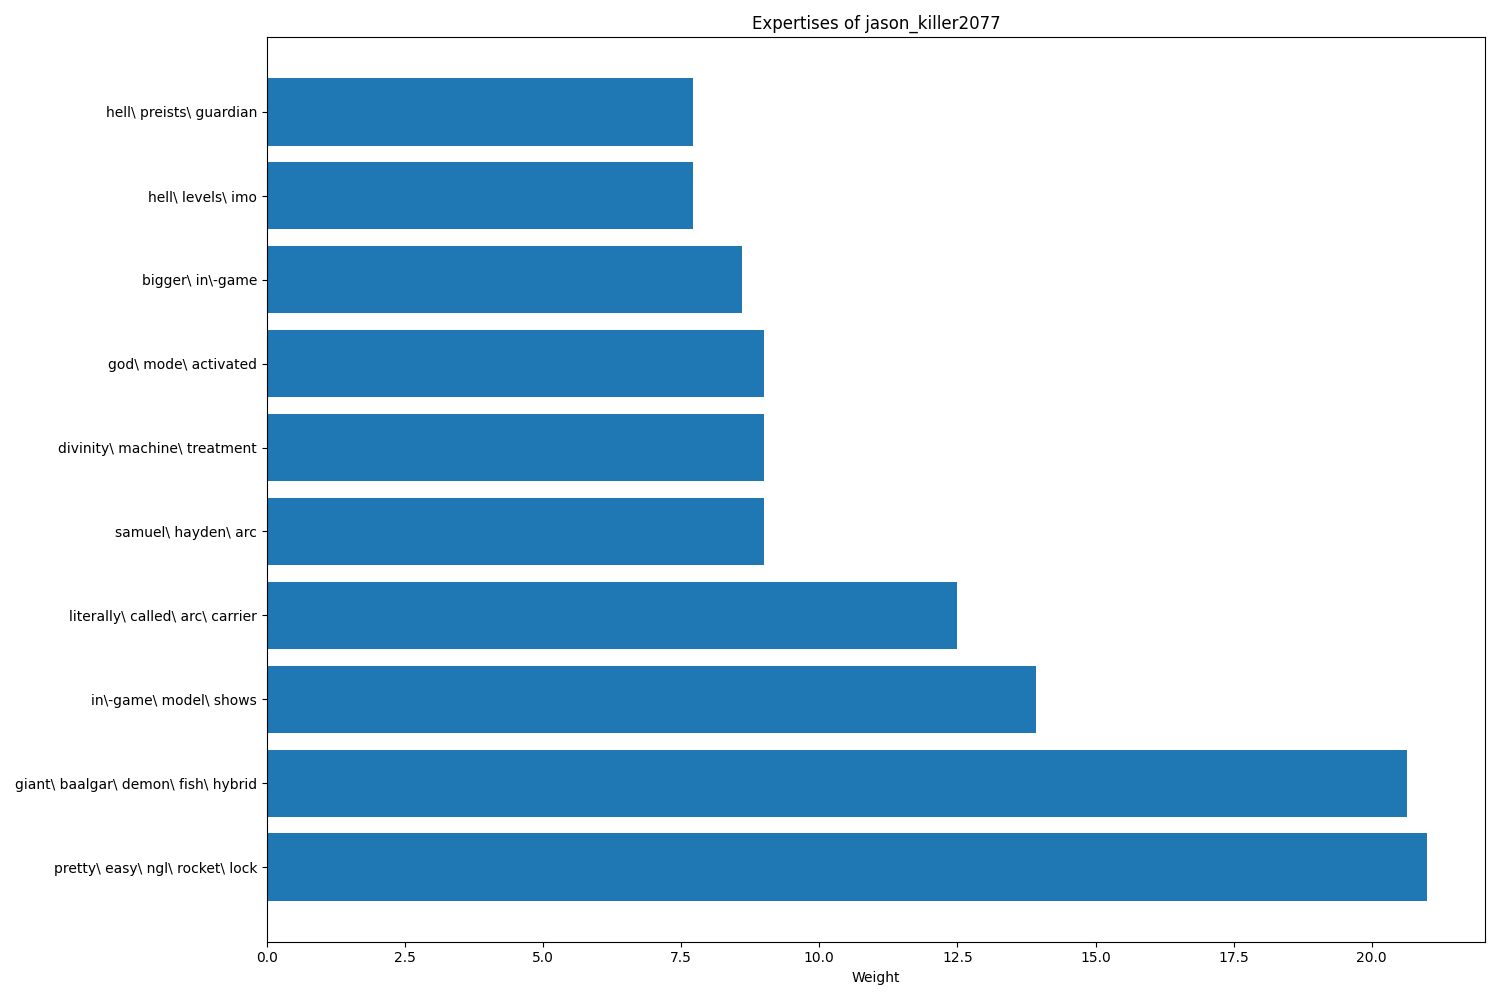 Expertises of jason_killer2077
hell\ preists\ guardian
hell\ levels\ imo
bigger\ in\-game
god\ mode\ activated
divinity\ machine\ treatment
samuel\ hayden\ arc
literally\ called\ arc\ carrier
in\-game\ model\ shows
giant\ baalgar\ demon\ fish\ hybrid
pretty\ easy\ ngl\ rocket\ lock
0.0 2.5 5.0 7.5 10.0 12.5 15.0 17.5 20.0
Weight